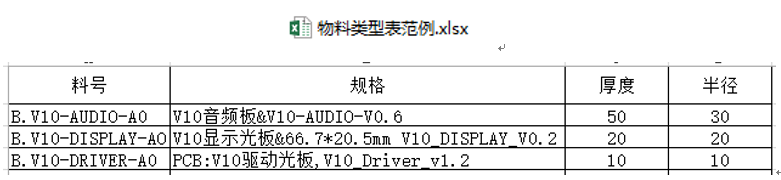 物料类型表范例.xlsx
料号 规格 厚度 半径
B.V10-AUDIO-A0 V10音频板&V10-AUDIO-V0.6 50 30
B.V10-DISPLAY-A0 V10显示光板&66.7*20.5mm V10_DISPLAY_V0.2 20 20
B.V10-DRIVER-A0 PCB:V10驱动光板,V10_Driver_v1.2 10 10